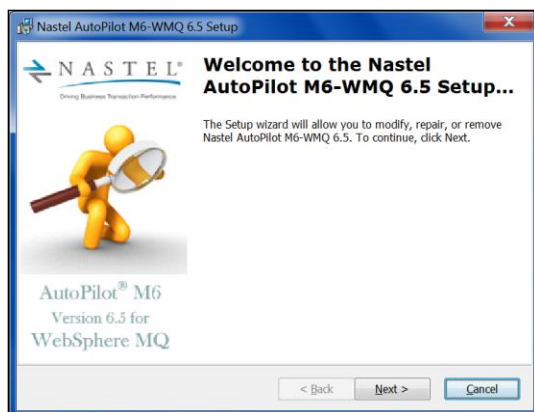 Nastel AutoPilot M6-WMQ 6.5 Setup
NASTEL®
Driving Business Transaction Performance
Welcome to the Nastel
AutoPilot M6-WMQ 6.5 Setup...
The Setup wizard will allow you to modify, repair, or remove
Nastel AutoPilot M6-WMQ 6.5. To continue, click Next.
AutoPilot® M6
Version 6.5 for
WebSphere MQ
< Back
Next >
Cancel